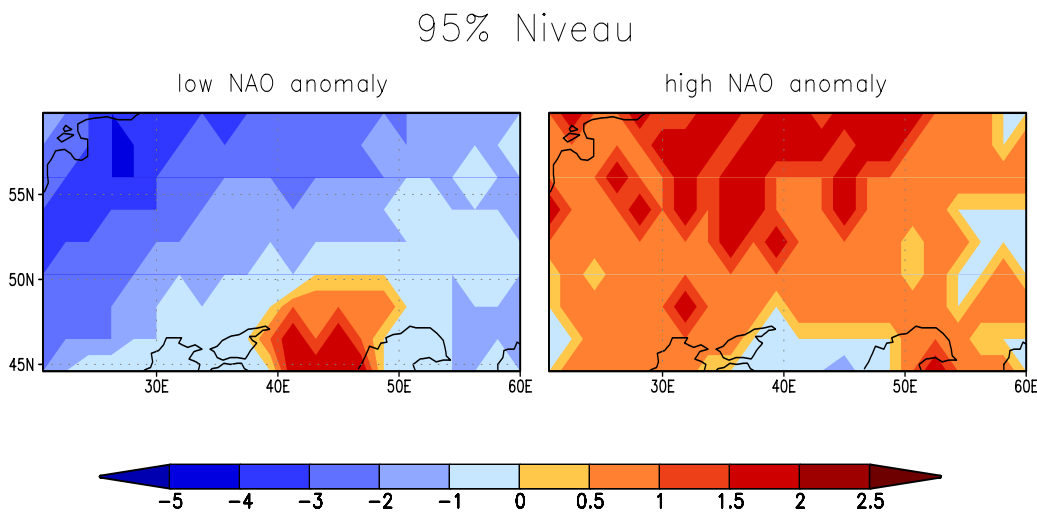 95% Niveau
low NAO anomaly high NAO anomaly
55N
50N
45N
30E 40E 50E 60E 30E 40E 50E 60E
−5 −4 −3 −2 −1 0 0.5 1 1.5 2 2.5